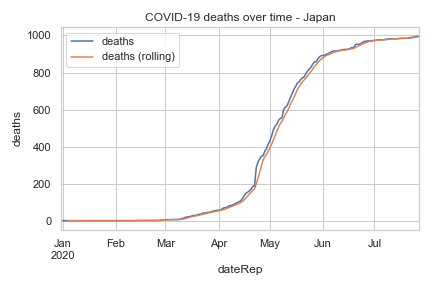 COVID-19 deaths over time - Japan
deaths
deaths (rolling)
1000
800
600
400
200
0
deaths
Jan Feb Mar Apr May Jun Jul
2020
dateRep